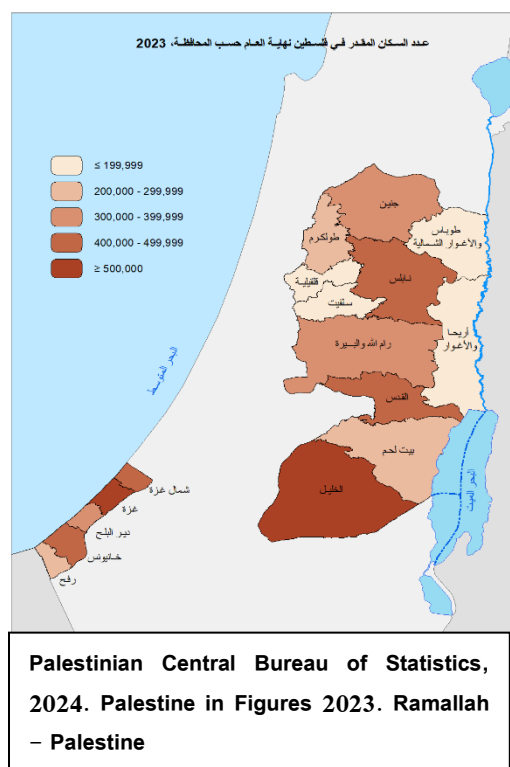 عدد السكان المقدر في فلسطين نهاية العام حسب المحافظة، 2023
≤ 199,999
200,000 - 299,999
300,000 - 399,999
400,000 - 499,999
≥ 500,000
جنين
طوباس
والأغوار الشمالية
طولكرم
نابلس
قلقيلية
سلفيت
أريحا
والأغوار
رام الله والبيرة
القدس
بيت لحم
الخليل
البحر المتوسط
البحر الميت
شمال غزة
غزة
دير البلح
خانيونس
رفح
Palestinian Central Bureau of Statistics,
2024. Palestine in Figures 2023. Ramallah
– Palestine